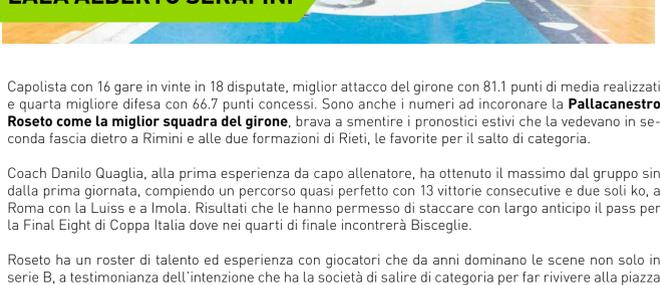 LALA ALBERTO SERAFINI
Capolista con 16 gare in vinte in 18 disputate, miglior attacco del girone con 81.1 punti di media realizzati
e quarta migliore difesa con 66.7 punti concessi. Sono anche i numeri ad incoronare la Pallacanestro
Roseto come la miglior squadra del girone, brava a smentire i pronostici estivi che la vedevano in se-
conda fascia dietro a Rimini e alle due formazioni di Rieti, le favorite per il salto di categoria.
Coach Danilo Quaglia, alla prima esperienza da capo allenatore, ha ottenuto il massimo dal gruppo sin
dalla prima giornata, compiendo un percorso quasi perfetto con 13 vittorie consecutive e due soli ko, a
Roma con la Luiss e a Imola. Risultati che le hanno permesso di staccare con largo anticipo il pass per
la Final Eight di Coppa Italia dove nei quarti di finale incontrerà Bisceglie.
Roseto ha un roster di talento ed esperienza con giocatori che da anni dominano le scene non solo in
serie B, a testimonianza dell'intenzione che ha la società di salire di categoria per far rivivere alla piazza